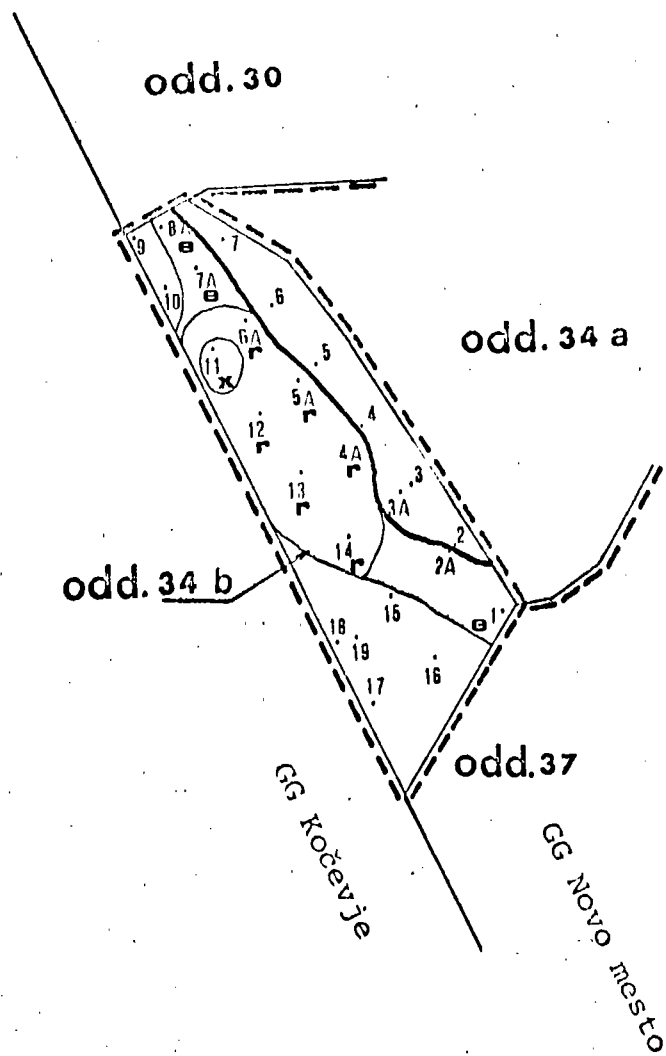 odd. 30
9
8A
B
7
10
7A
B
6
odd. 34 a
6A
r
11
x
5
5A
r
12
r
4
4A
r
3
13
r
3A
2
14
r
2A
odd. 34 b
15
B
1
18
19
16
17
odd. 37
GG Kočevje
GG Novo mesto